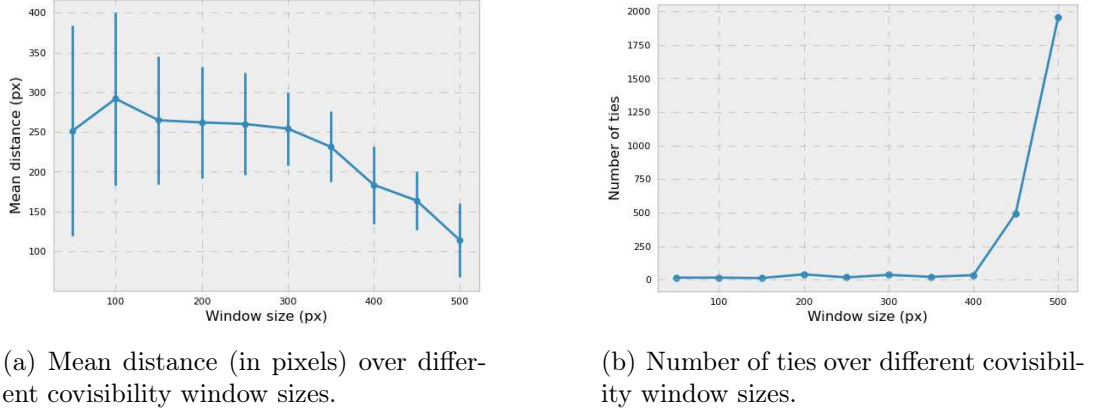 400
350
300
250
200
150
100
Mean distance (px)
100 200 300 400 500
Window size (px)
(a) Mean distance (in pixels) over differ-
ent covisibility window sizes.
2000
1750
1500
1250
1000
750
500
250
0
Number of ties
100 200 300 400 500
Window size (px)
(b) Number of ties over different covisibil-
ity window sizes.